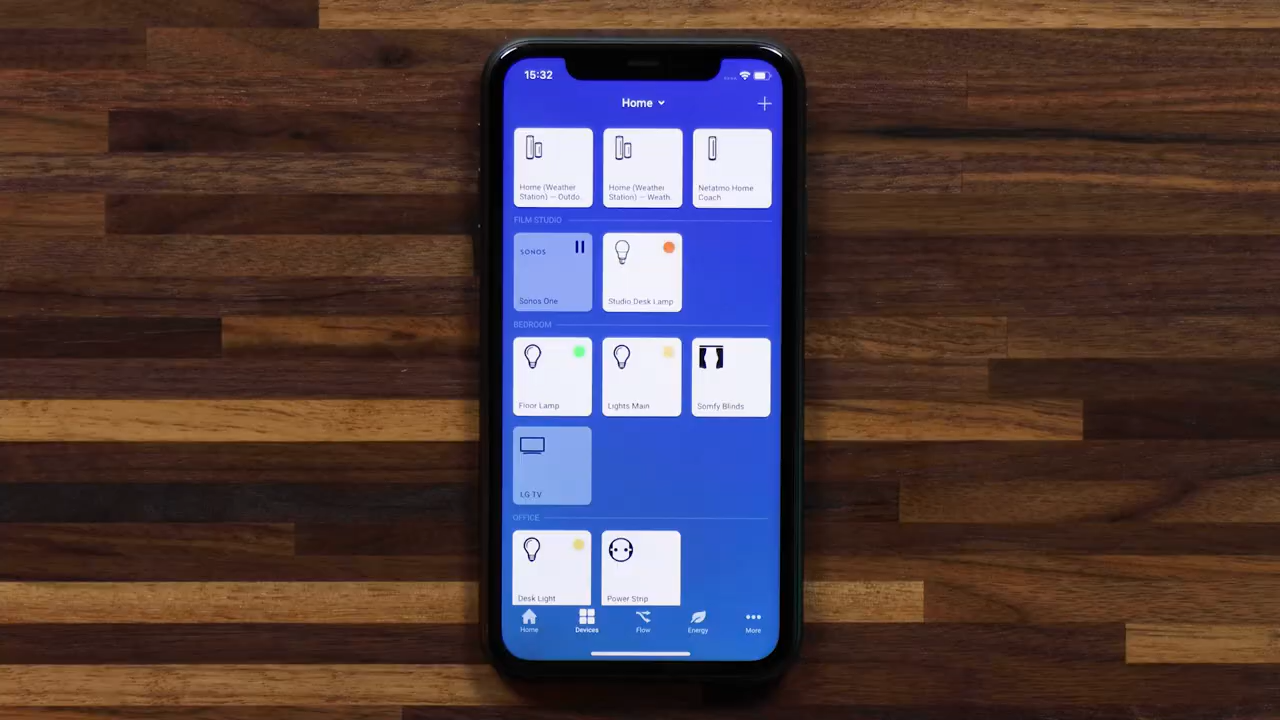 15:32
Home
Home (Weather
Station) — Outdo
Home (Weather
Station) — Weath
Netatmo Home
Coach
FILM STUDIO
SONOS
Sonos One
Studio Desk Lamp
BEDROOM
Floor Lamp
Lights Main
Somfy Blinds
LG TV
OFFICE
Desk Light
Power Strip
Home
Devices
Flow
Energy
More